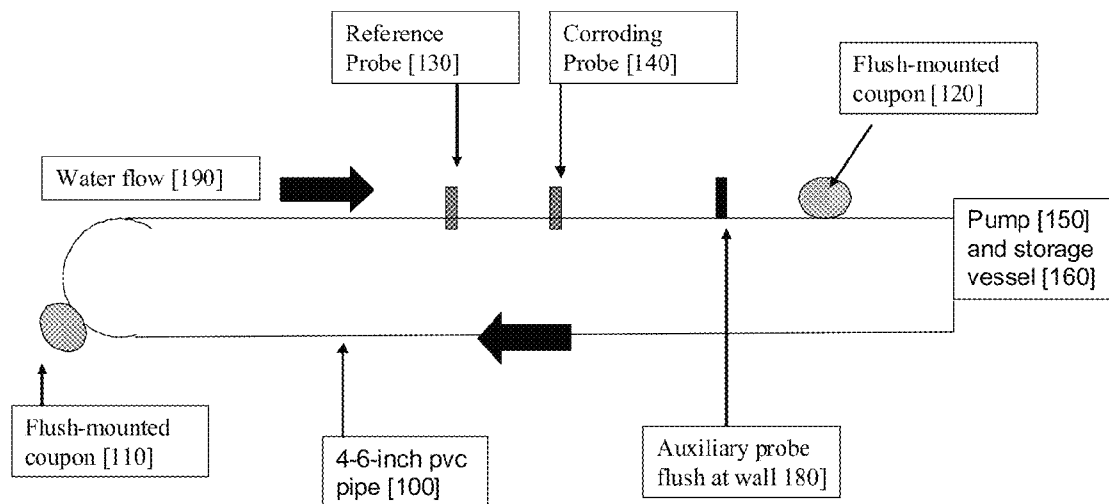 Reference
Probe [130]
Corroding
Probe [140]
Flush-mounted
coupon [120]
Water flow [190]
Pump [150]
and storage
vessel [160]
Flush-mounted
coupon [110]
4-6-inch pvc
pipe [100]
Auxiliary probe
flush at wall 180]